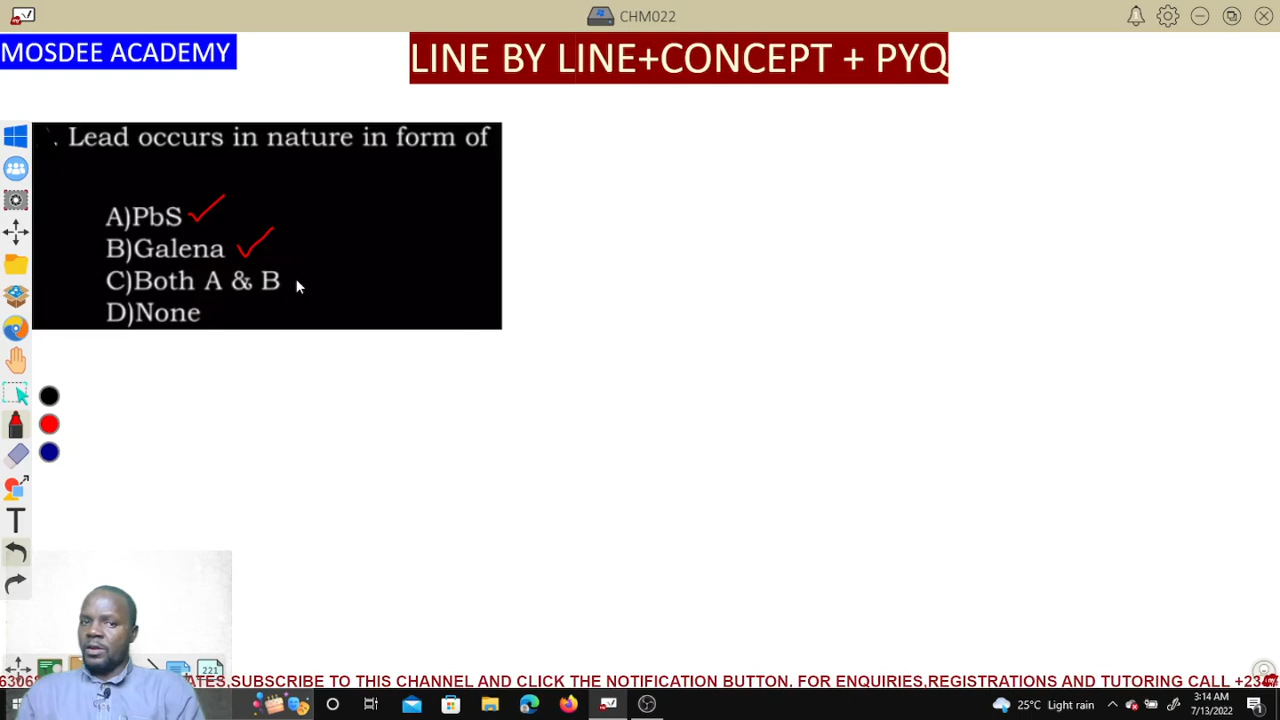 CHM022
MOSDEE ACADEMY
LINE BY LINE+CONCEPT + PYQ
Lead occurs in nature in form of
A)PbS
B)Galena
C)Both A & B
D)None
T
221
ATES,SUBSCRIBE TO THIS CHANNEL AND CLICK THE NOTIFICATION BUTTON. FOR ENQUIRIES,REGISTRATIONS AND TUTORING CALL
25°C Light rain
3:14 AM
7/13/2022
1